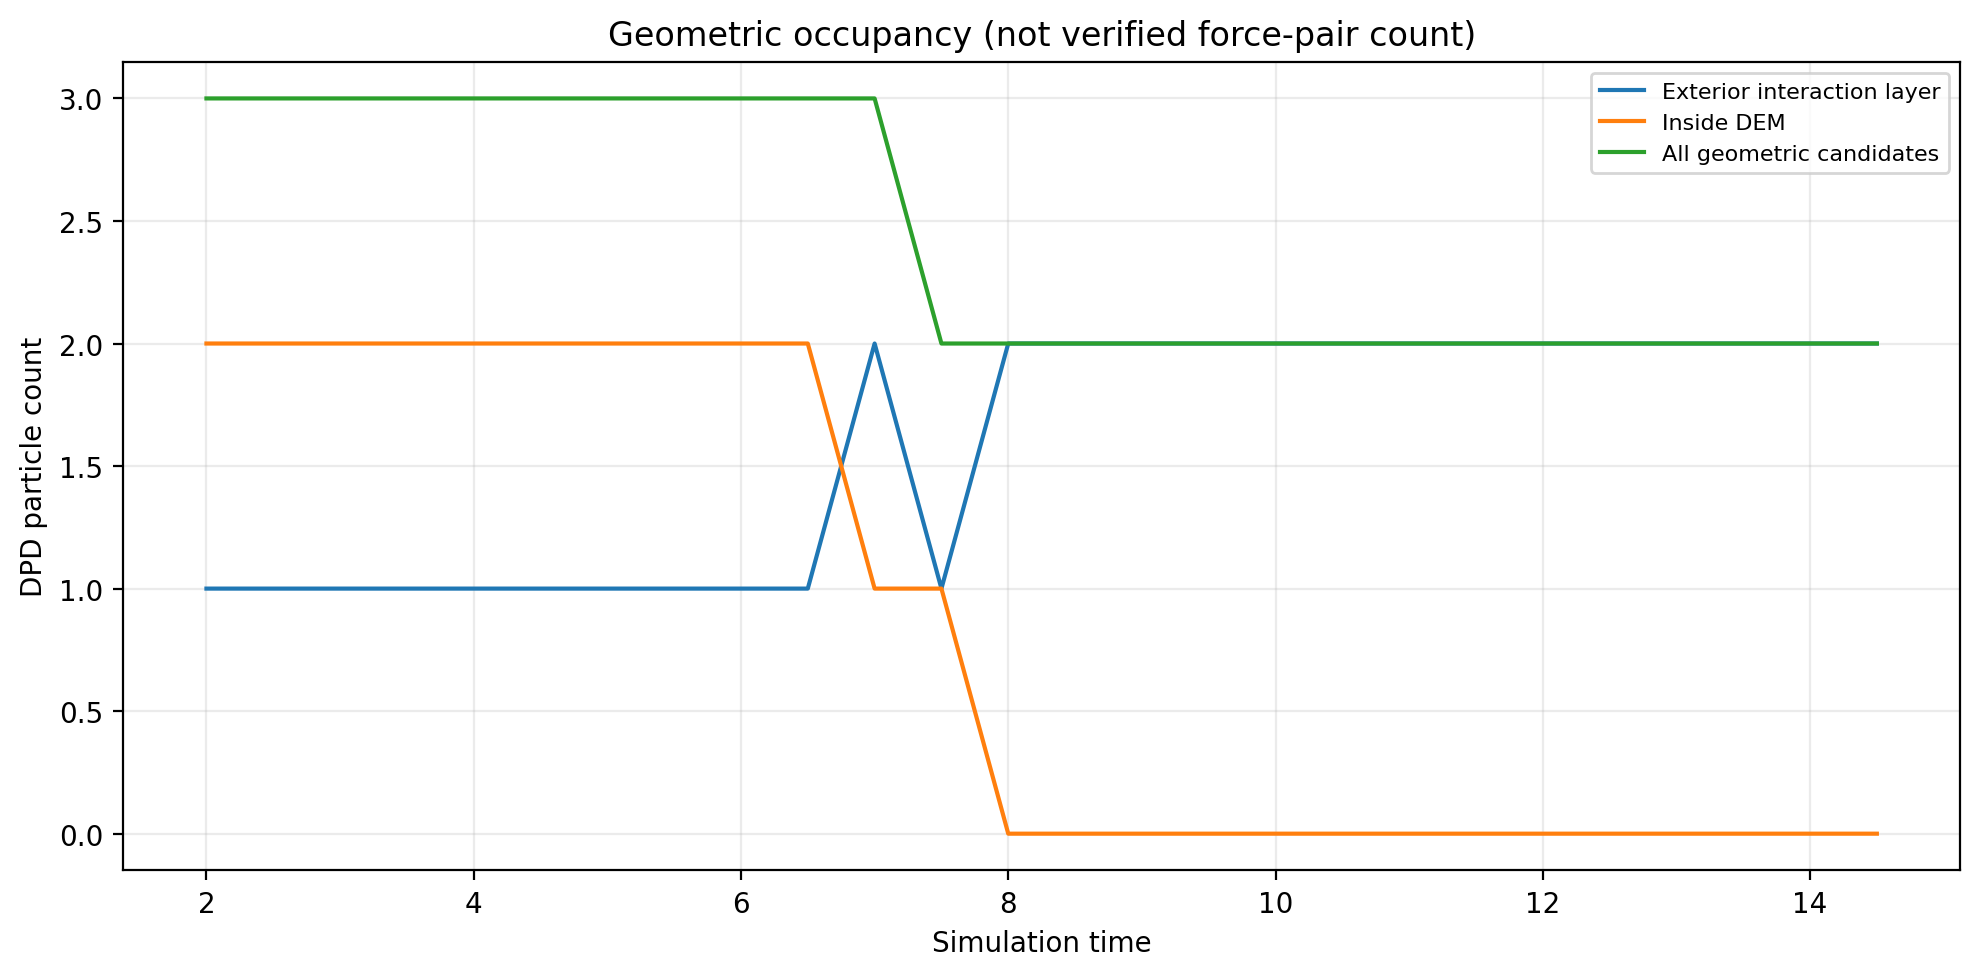 Geometric occupancy (not verified force-pair count)
Exterior interaction layer
Inside DEM
All geometric candidates
DPD particle count
3.0
2.5
2.0
1.5
1.0
0.5
0.0
2 4 6 8 10 12 14
Simulation time